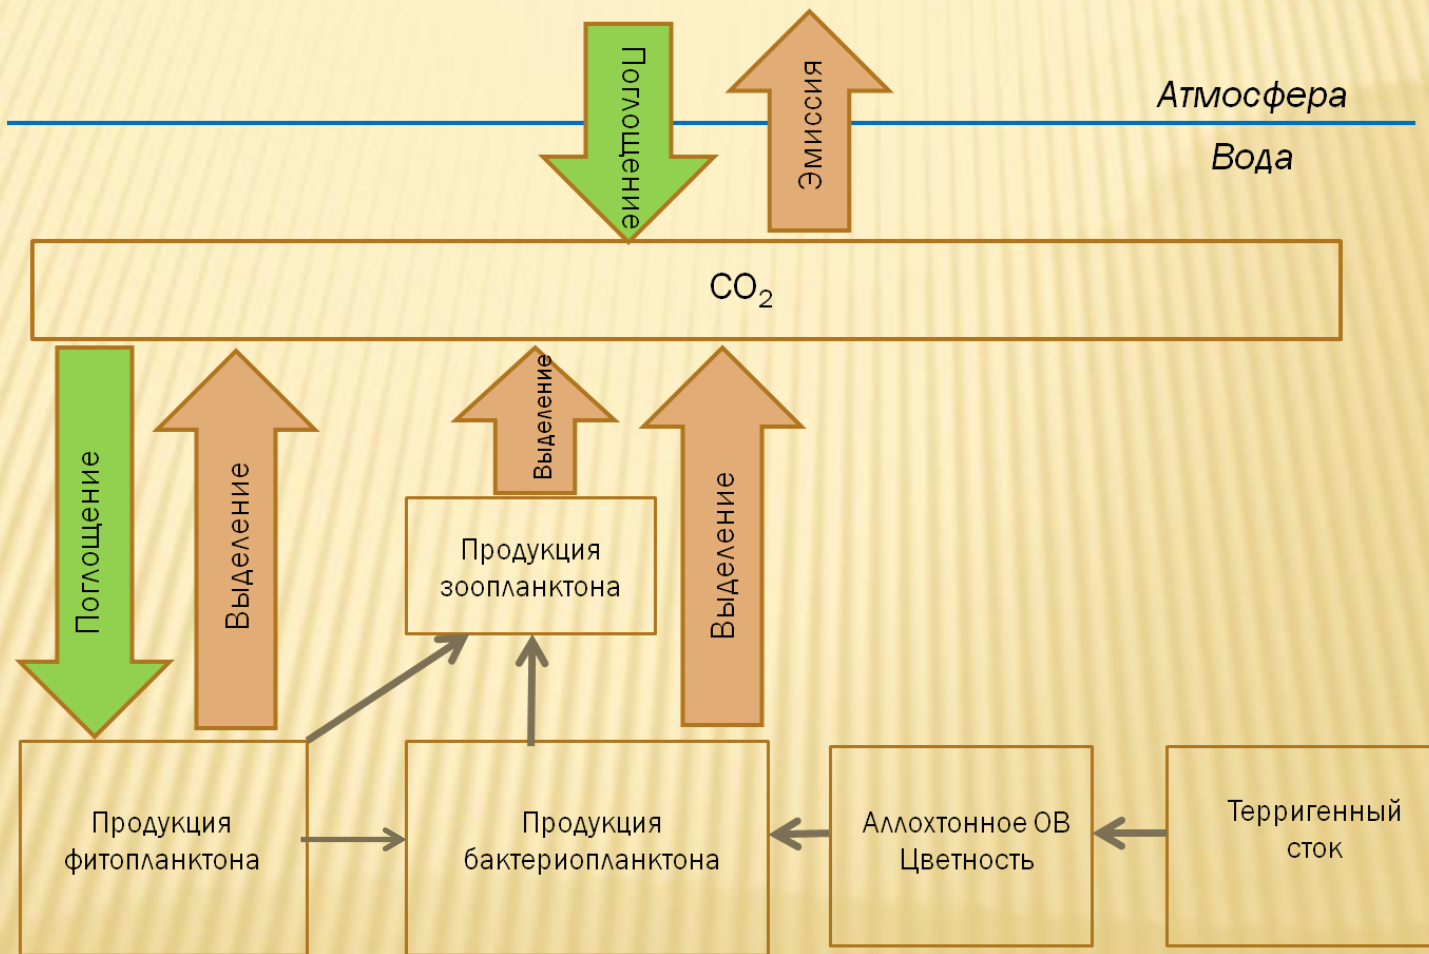 Поглощение
Эмиссия
Атмосфера
Вода
CO₂
Поглощение
Выделение
Выделение
Выделение
Продукция
зоопланктона
Продукция
фитопланктона
Продукция
бактериопланктона
Аллохтонное ОВ
Цветность
Терригенный
сток